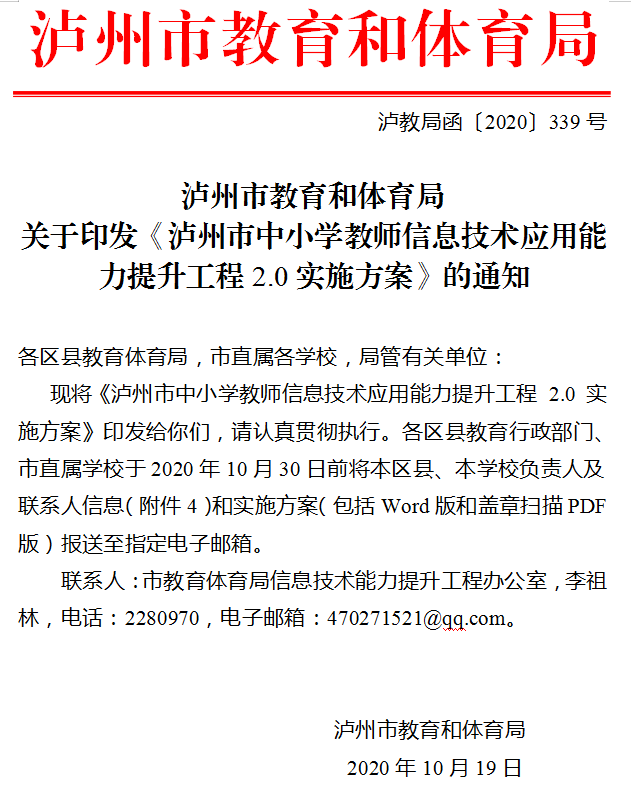 泸州市教育和体育局
泸教局函〔2020〕339号
泸州市教育和体育局
关于印发《泸州市中小学教师信息技术应用能
力提升工程 2.0 实施方案》的通知
各区县教育体育局，市直属各学校，局管有关单位：
现将《泸州市中小学教师信息技术应用能力提升工程 2.0 实
施方案》印发给你们，请认真贯彻执行。各区县教育行政部门、
市直属学校于 2020 年 10 月 30 日前将本区县、本学校负责人及
联系人信息（附件 4）和实施方案（包括 Word 版和盖章扫描 PDF
版）报送至指定电子邮箱。
联系人：市教育体育局信息技术能力提升工程办公室，李祖
林，电话：2280970，电子邮箱：470271521@qq.com。
泸州市教育和体育局
2020 年 10 月 19 日